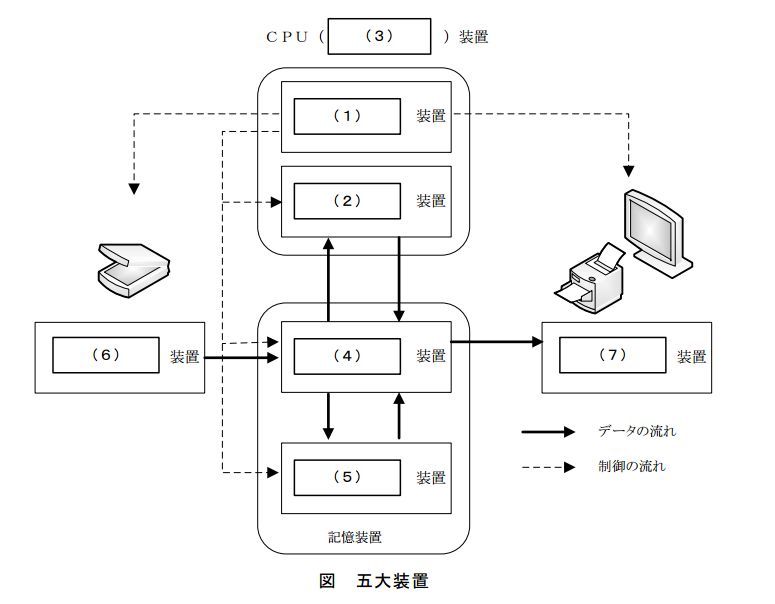 CPU( (3) )装置
(1) 装置
(2) 装置
(6) 装置
(4) 装置
(7) 装置
データの流れ
制御の流れ
(5) 装置
記憶装置
図 五大装置